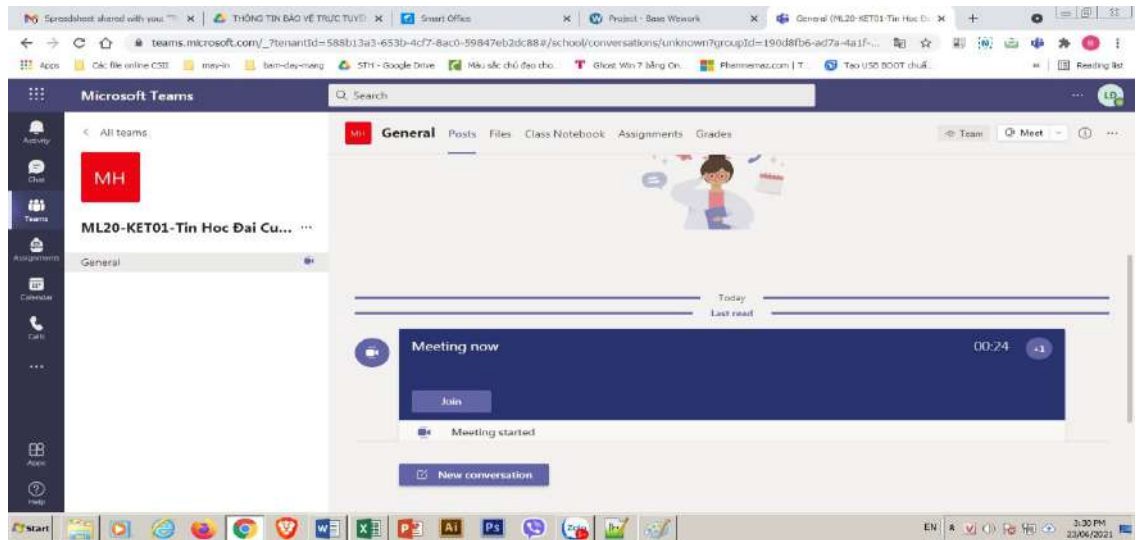 Spreadsheet shared with you: "
THÔNG TIN BẢO VỆ TRỰC TUYẾ
Smart Office
Project - Base Wework
General (ML20-KET01-Tin Hoc Đ
teams.microsoft.com/_?tenantId=588b13a3-653b-4cf7-8ac0-59847eb2dc88#/school/conversations/unknown?groupId=190d8fb6-ad7a-4a1f-...
Apps
Các file online CSII
may-in
bam-day-mang
STH - Google Drive
Màu sắc chủ đạo cho...
Ghost Win 7 bằng On...
Pharmemaz.com | T...
Tạo USB BOOT chuẩ...
Reading list
Microsoft Teams
Search
LD
Activity
Chat
Teams
Assignments
Calendar
Calls
Apps
Help
All teams
MH
ML20-KET01-Tin Hoc Đai Cu... ...
General
MH
General
Posts
Files
Class Notebook
Assignments
Grades
Team
Meet
Today
Last read
Meeting now
00:24
+1
Join
Meeting started
New conversation
Start
EN
3:30 PM
23/06/2021